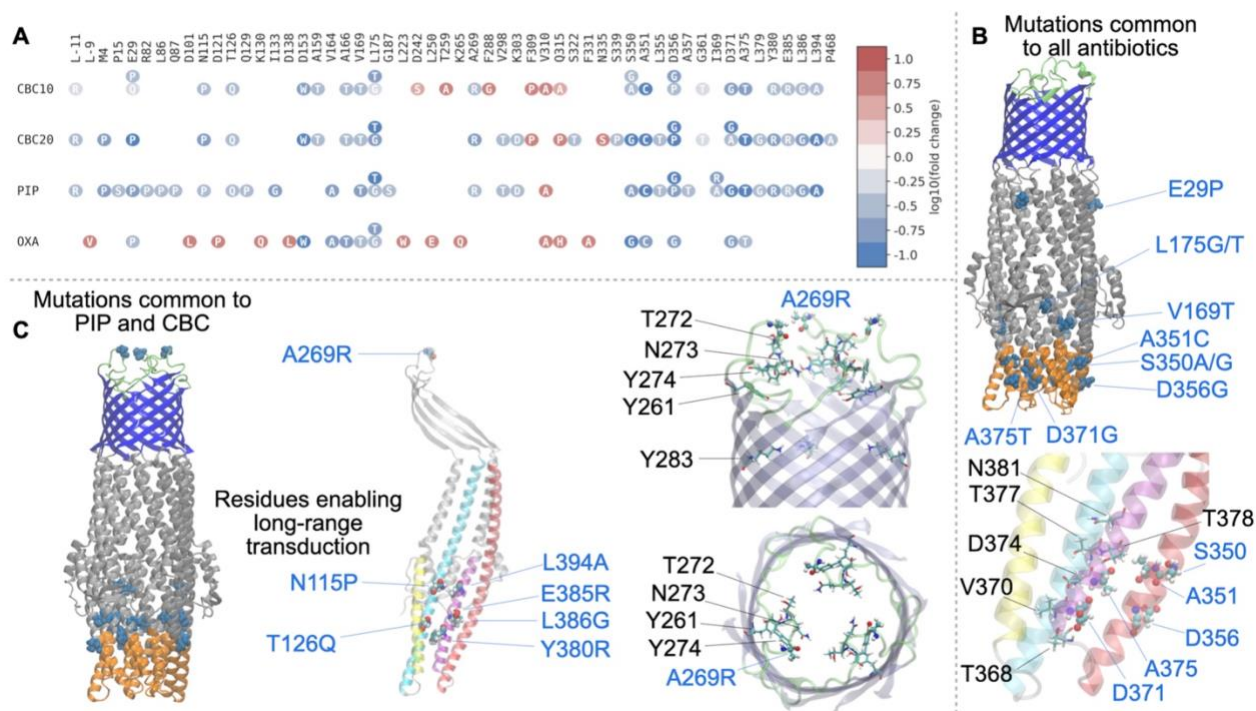 A
L-11 L-9 M4 P15 E29 R82 L86 Q87 D101 N115 D121 T126 Q129 K130 I133 D138 D153 A159 V164 A166 V169 L175 G187 L223 D242 L250 T259 K265 A269 F288 V298 K303 F309 V310 Q315 S322 F331 N335 S339 S350 A351 L355 D356 A357 G361 I369 D371 A375 L379 Y380 E385 L386 L394 P468
P T G G
CBC10 R Q P Q W T T T G S A R G P A A A C P T G T R R G A
T G G
CBC20 R P P P Q W T T T G R T D P P T S P G C T P T A T G R R G A A
T G R
PIP R P S P P P P P Q P G A T G S R T D A A C T P T A G T G R R G A
T
OXA V P L P Q L W A T T G W E Q A H A G C G G T
1.0
0.75
0.5
0.25
0.0
-0.25
-0.5
-0.75
-1.0
log10(fold change)
B
Mutations common
to all antibiotics
E29P
L175G/T
V169T
A351C
S350A/G
D356G
A375T D371G
N381
T377
T378
D374
S350
V370
A351
D356
T368
A375
D371
C
Mutations common to
PIP and CBC
A269R
Residues enabling
long-range
transduction
N115P
L394A
E385R
L386G
T126Q
Y380R
A269R
T272
N273
Y274
Y261
Y283
T272
N273
Y261
Y274
A269R